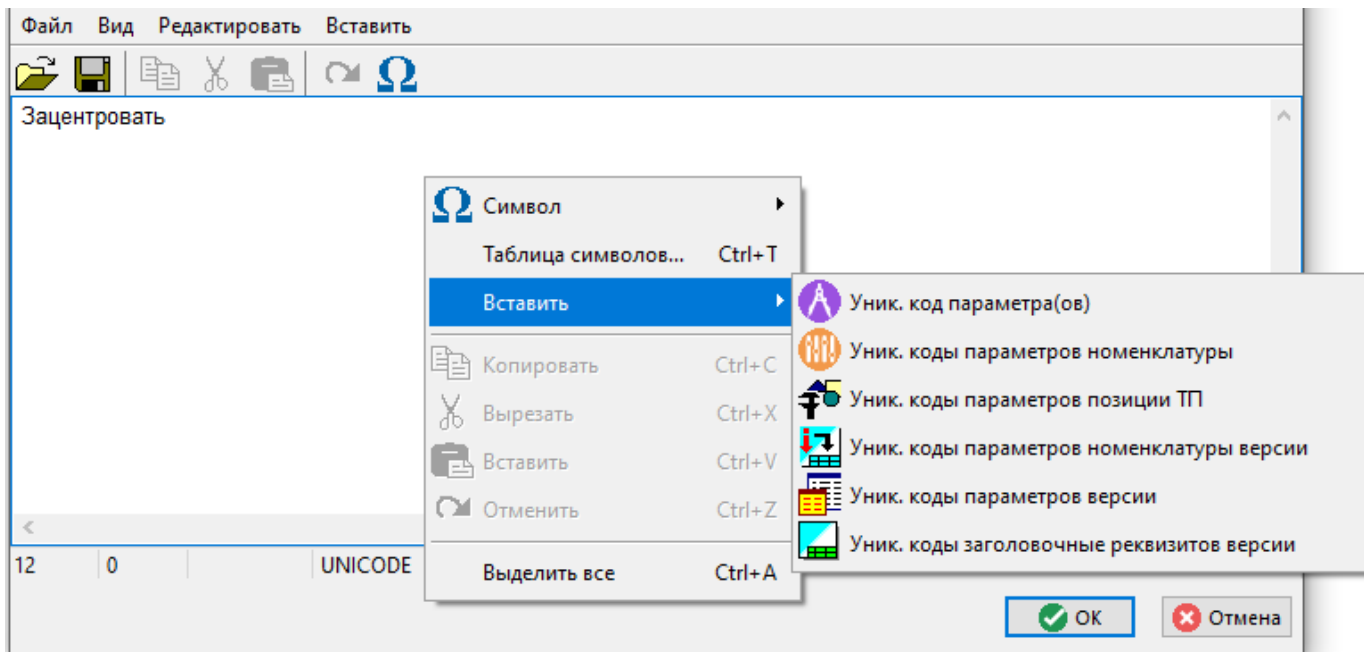 Файл Вид Редактировать Вставить
Зацентровать
Символ
Таблица символов... Ctrl+T
Вставить
Уник. код параметра(ов)
Уник. коды параметров номенклатуры
Копировать Ctrl+C
Уник. коды параметров позиции ТП
Вырезать Ctrl+X
Уник. коды параметров номенклатуры версии
Вставить Ctrl+V
Уник. коды параметров версии
Отменить Ctrl+Z
Уник. коды заголовочные реквизитов версии
12 0 UNICODE
Выделить все Ctrl+A
ОК Отмена